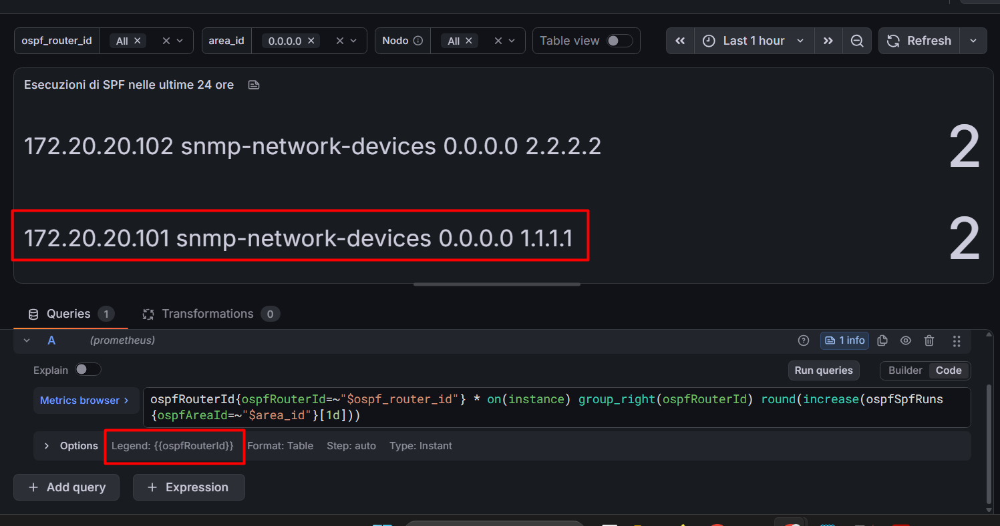 ospf_router_id All area_id 0.0.0.0 Nodo All Table view Last 1 hour Refresh
Esecuzioni di SPF nelle ultime 24 ore
172.20.20.102 snmp-network-devices 0.0.0.0 2.2.2.2 2
172.20.20.101 snmp-network-devices 0.0.0.0 1.1.1.1 2
Queries 1 Transformations 0
A (prometheus) 1 info
Explain Run queries Builder Code
Metrics browser > ospfRouterId{ospfRouterId=~"$ospf_router_id"} * on(instance) group_right(ospfRouterId) round(increase(ospfSpfRuns
{ospfAreaId=~"$area_id"}[1d]))
> Options Legend: {{ospfRouterId}} Format: Table Step: auto Type: Instant
+ Add query + Expression